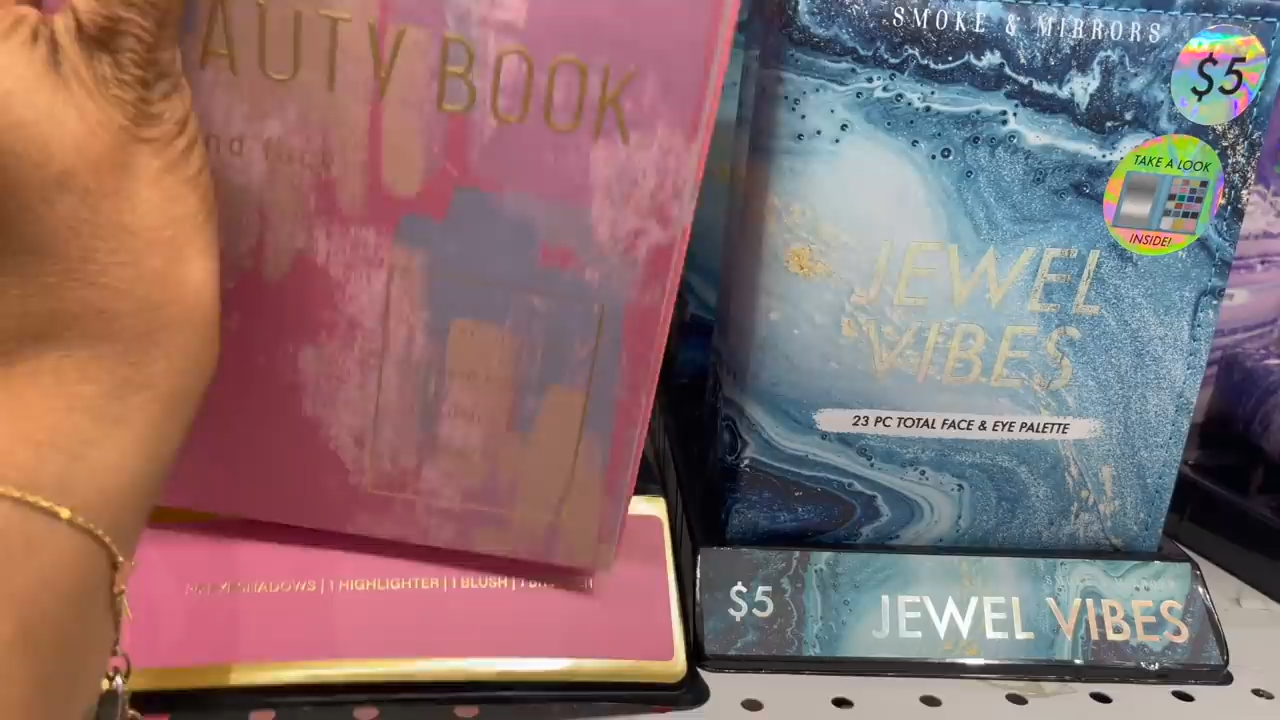 AUTY BOOK
SHADOWS | 1 HIGHLIGHTER | 1 BLUSH |
SMOKE & MIRRORS
$5
TAKE A LOOK
INSIDE!
JEWEL
VIBES
23 PC TOTAL FACE & EYE PALETTE
$5
JEWEL VIBES